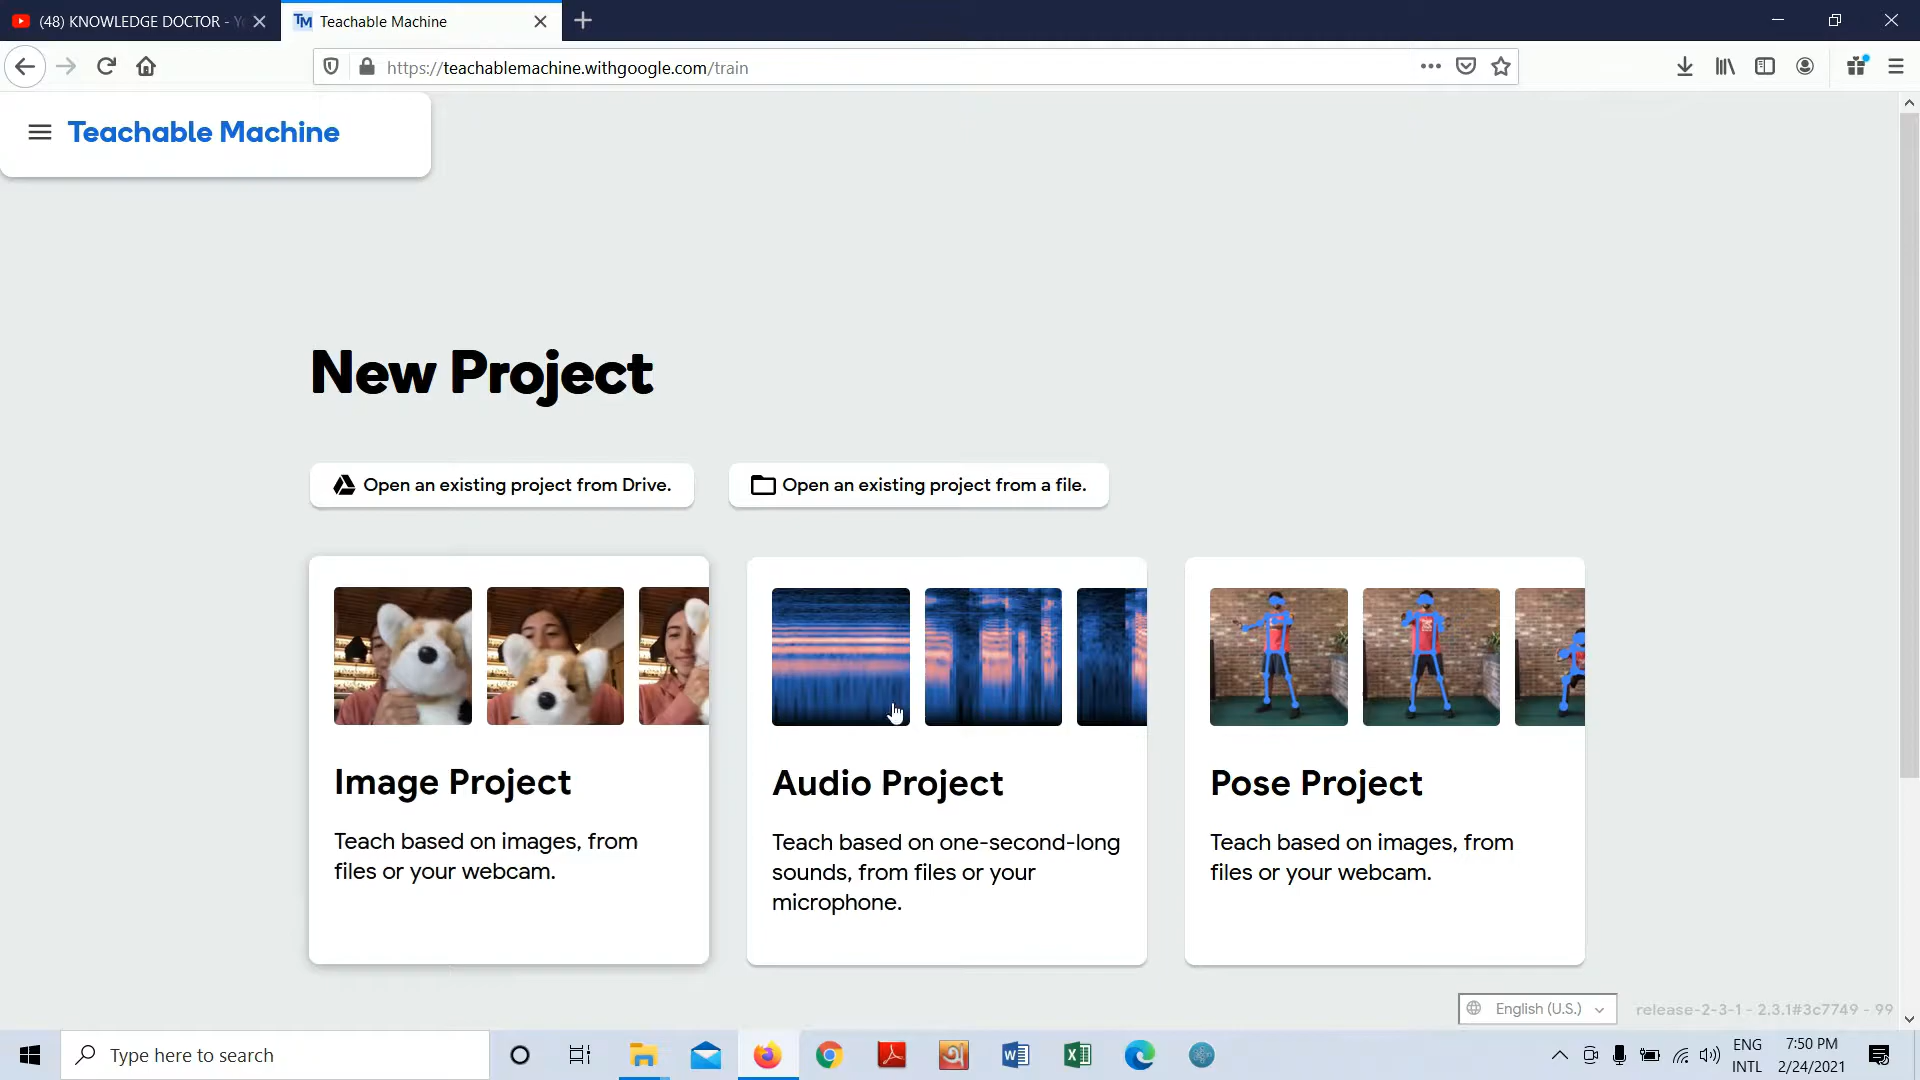 (48) KNOWLEDGE DOCTOR - Y
TM Teachable Machine
https://teachablemachine.withgoogle.com/train
Teachable Machine
New Project
Open an existing project from Drive.
Open an existing project from a file.
Image Project
Teach based on images, from
files or your webcam.
Audio Project
Teach based on one-second-long
sounds, from files or your
microphone.
Pose Project
Teach based on images, from
files or your webcam.
English (U.S.)
release-2-3-1 - 2.3.1#3c7749 - 99
Type here to search
ENG
INTL
7:50 PM
2/24/2021